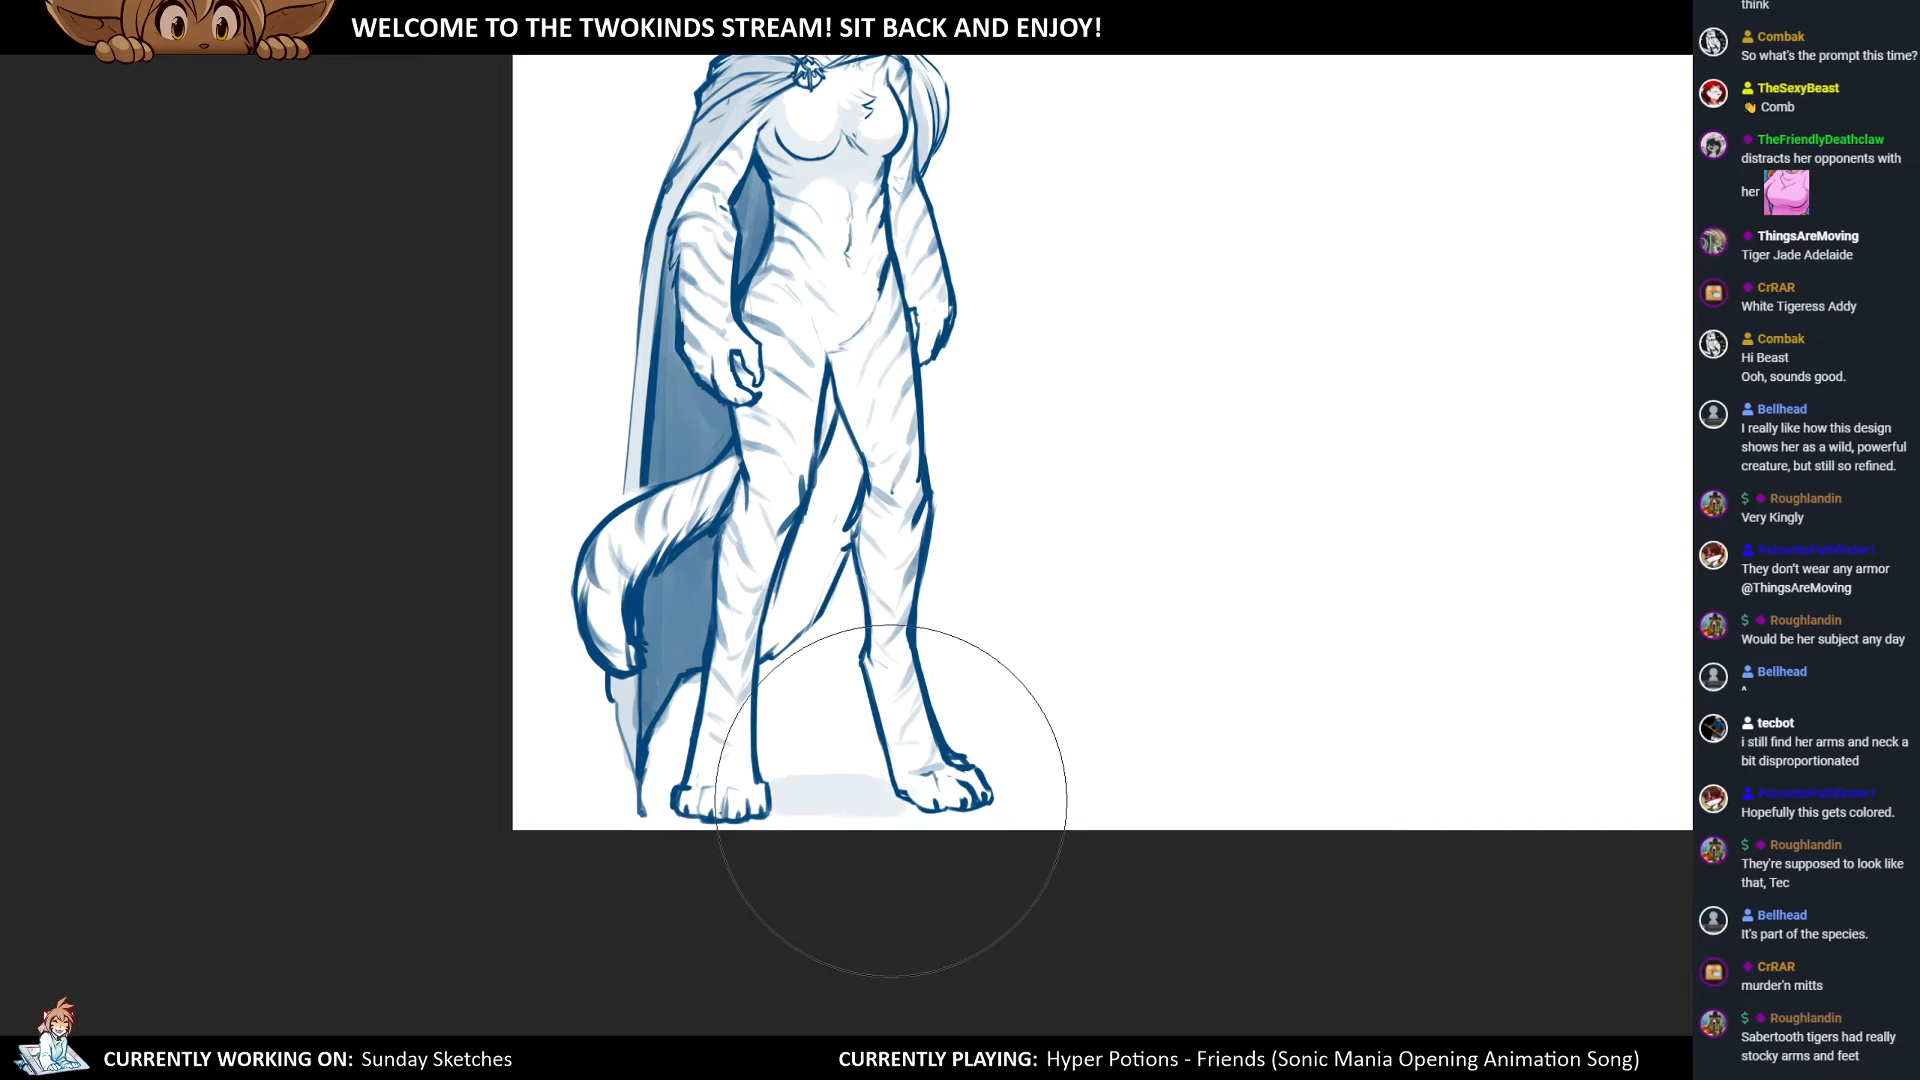 WELCOME TO THE TWOKINDS STREAM! SIT BACK AND ENJOY!
think
Combak
So what's the prompt this time?
TheSexyBeast
👏 Comb
TheFriendlyDeathclaw
distracts her opponents with
her
ThingsAreMoving
Tiger Jade Adelaide
CrRAR
White Tigeress Addy
Combak
Hi Beast
Ooh, sounds good.
Bellhead
I really like how this design
shows her as a wild, powerful
creature, but still so refined.
$ Roughlandin
Very Kingly
PalmettoPathfinder1
They don't wear any armor
@ThingsAreMoving
$ Roughlandin
Would be her subject any day
Bellhead
^
tecbot
i still find her arms and neck a
bit disproportionated
PalmettoPathfinder1
Hopefully this gets colored.
$ Roughlandin
They're supposed to look like
that, Tec
Bellhead
It's part of the species.
CrRAR
murder'n mitts
$ Roughlandin
Sabertooth tigers had really
stocky arms and feet
CURRENTLY WORKING ON: Sunday Sketches
CURRENTLY PLAYING: Hyper Potions - Friends (Sonic Mania Opening Animation Song)